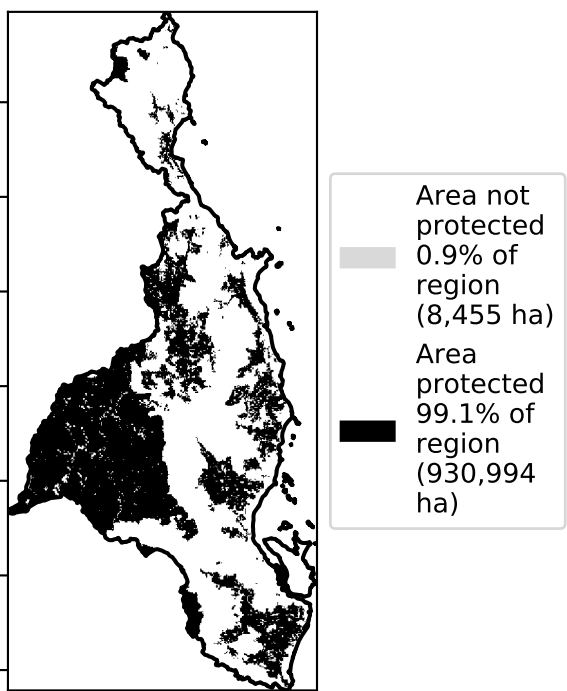 Area not
protected
0.9% of
region
(8,455 ha)
Area
protected
99.1% of
region
(930,994
ha)